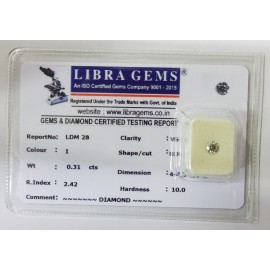 LIBRA GEMS
An ISO Certified Gems Company 9001 - 2015
Registered Under the Trade Marks with Govt. of India
website : www.libragems.co.in
GEMS & DIAMOND CERTIFIED TESTING REPORT
ReportNo: LDM 28 Clarity
Colour : 1 Shape/cut :
Wt : 0.31 cts Dimension
R.Index : 2.42 Hardness : 10.0
Comment : ~~~~~~ DIAMOND ~~~~~~